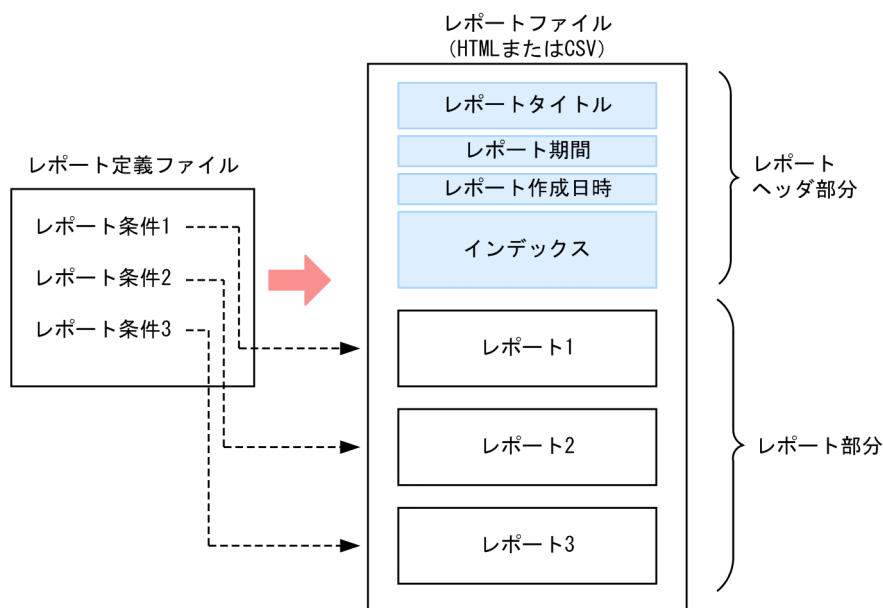 レポートファイル
(HTMLまたはCSV)
レポートタイトル
レポート期間
レポート作成日時
インデックス
レポート
ヘッダ部分
レポート定義ファイル
レポート条件1
レポート条件2
レポート条件3
レポート1
レポート2
レポート3
レポート部分